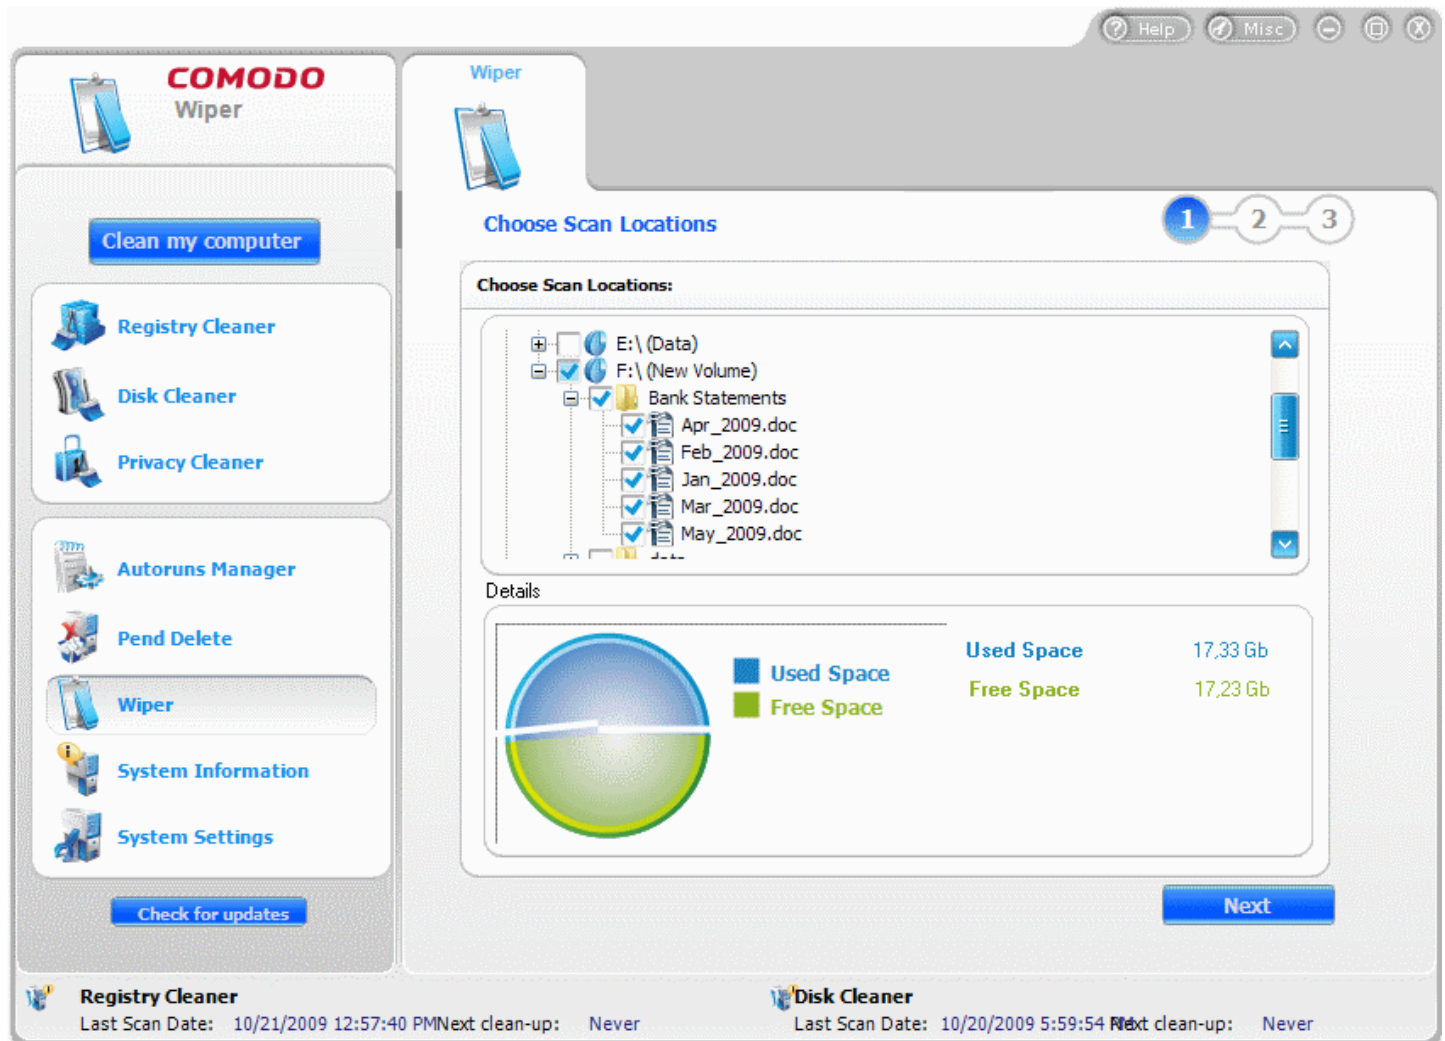 Help
Misc
COMODO
Wiper
Wiper
Clean my computer
Registry Cleaner
Disk Cleaner
Privacy Cleaner
Autoruns Manager
Pend Delete
Wiper
System Information
System Settings
Check for updates
Choose Scan Locations
1 2 3
Choose Scan Locations:
E:\ (Data)
F:\ (New Volume)
Bank Statements
Apr_2009.doc
Feb_2009.doc
Jan_2009.doc
Mar_2009.doc
May_2009.doc
Details
Used Space
Free Space
Used Space 17,33 Gb
Free Space 17,23 Gb
Next
Registry Cleaner
Last Scan Date: 10/21/2009 12:57:40 PM Next clean-up: Never
Disk Cleaner
Last Scan Date: 10/20/2009 5:59:54 Next clean-up: Never